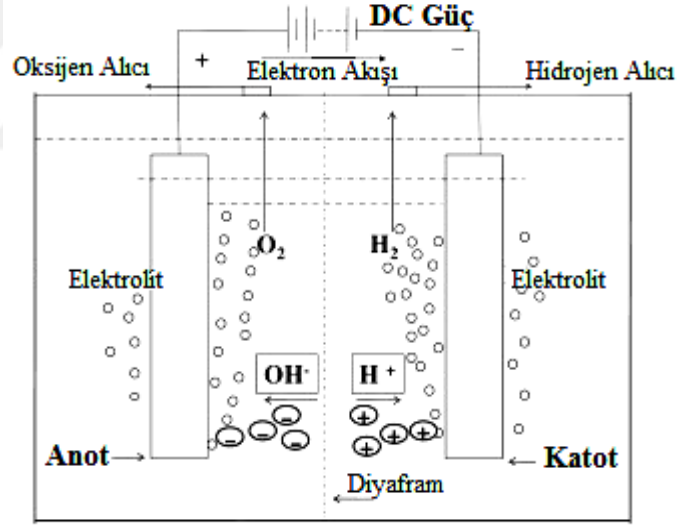 DC Güç
+
−
Oksijen Alıcı
Elektron Akışı
Hidrojen Alıcı
O₂
H₂
Elektrolit
Elektrolit
OH⁻
H⁺
− − −
+ + + +
Anot
Katot
Diyafram